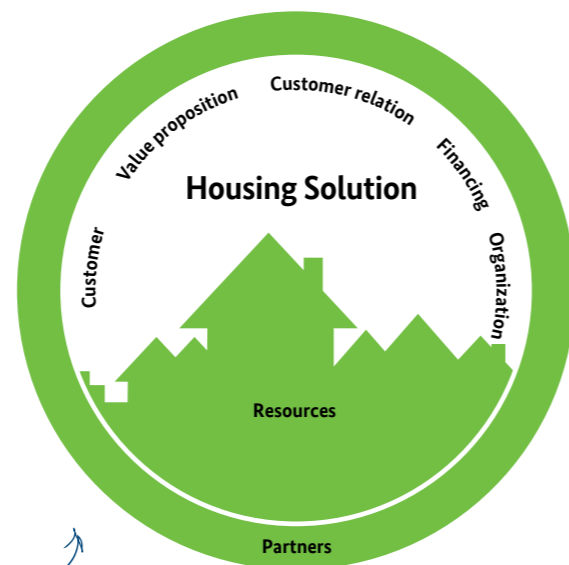 Customer relation
Value proposition
Financing
Housing Solution
Customer
Organization
Resources
Partners